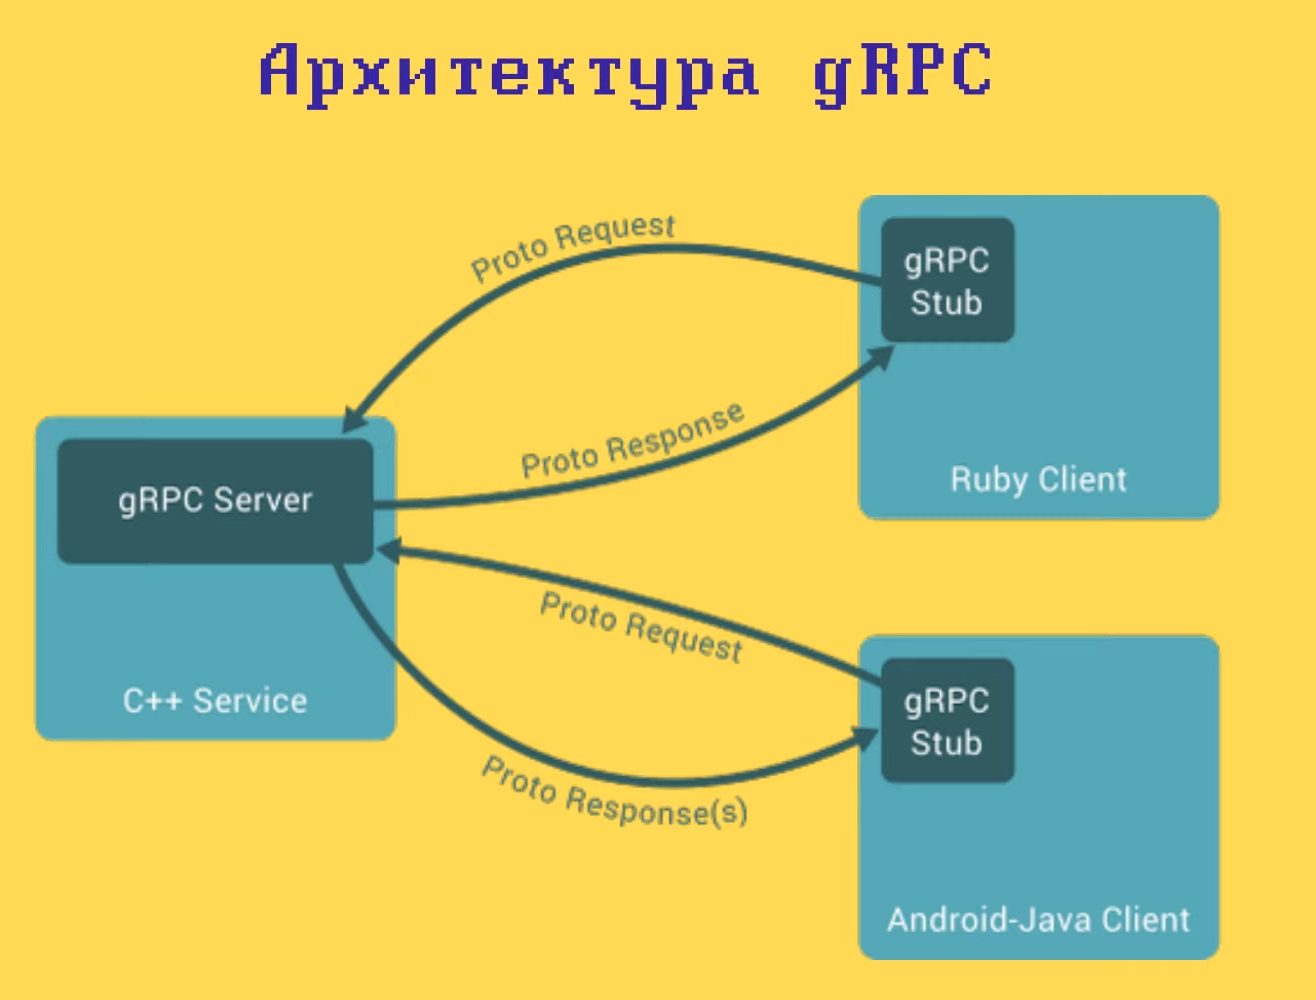 Архитектура gRPC
Proto Request
gRPC
Stub
Proto Response
Ruby Client
gRPC Server
C++ Service
Proto Request
gRPC
Stub
Proto Response(s)
Android-Java Client